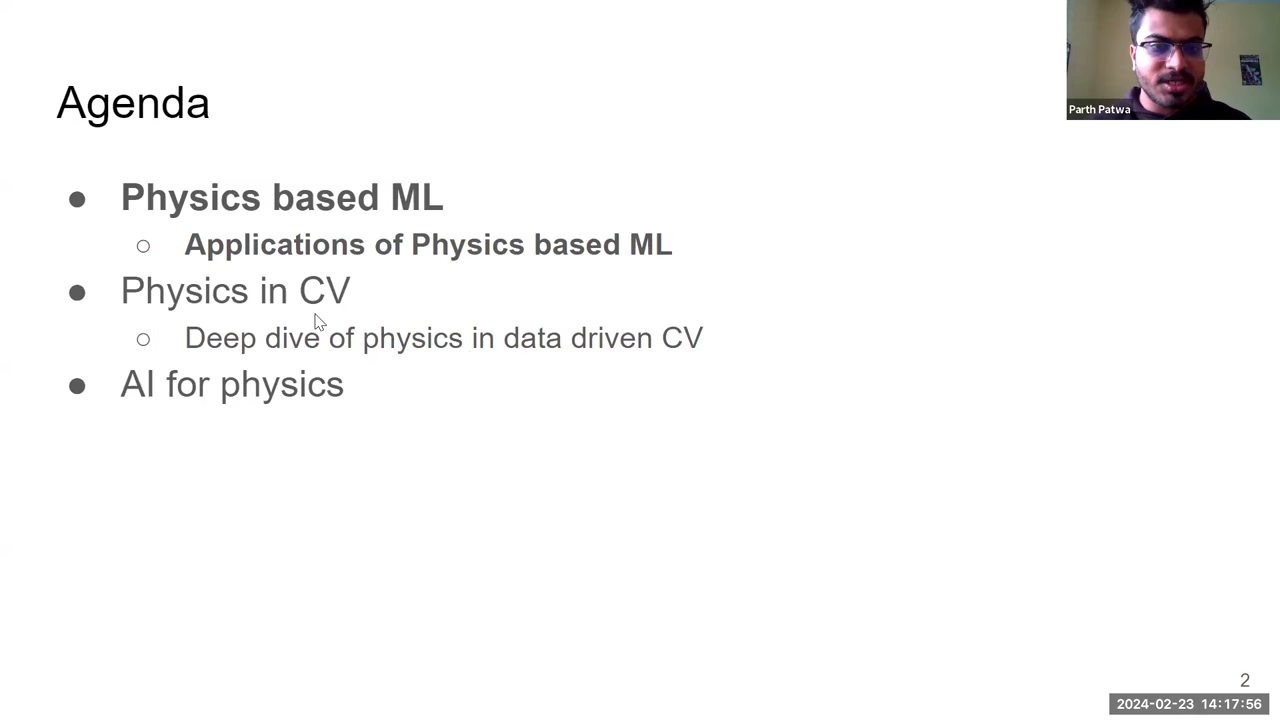 Parth Patwa
Agenda
● Physics based ML
○ Applications of Physics based ML
● Physics in CV
○ Deep dive of physics in data driven CV
● AI for physics
2
2024-02-23 14:17:56